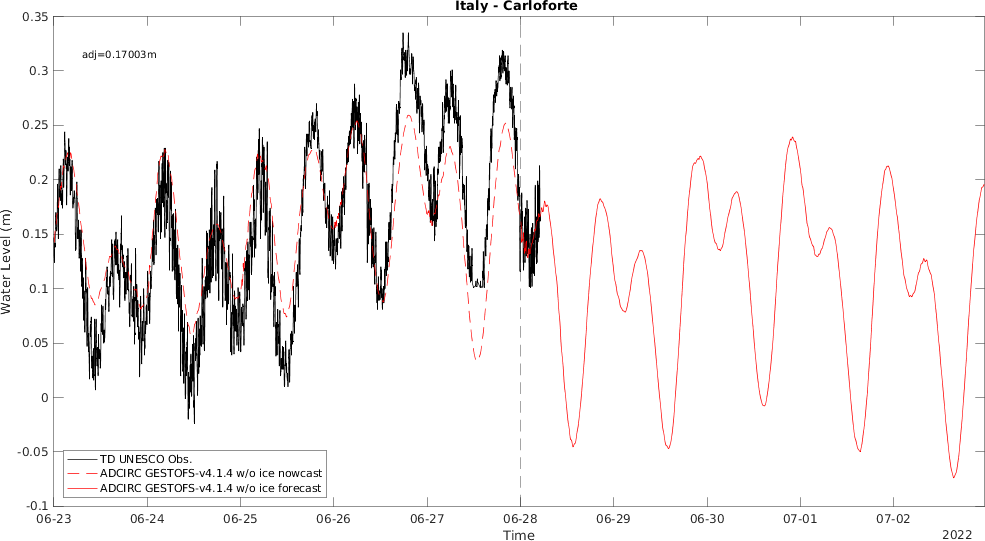 Italy - Carloforte
adj=0.17003m
Water Level (m)
0.35
0.3
0.25
0.2
0.15
0.1
0.05
0
-0.05
-0.1
TD UNESCO Obs.
ADCIRC GESTOFS-v4.1.4 w/o ice nowcast
ADCIRC GESTOFS-v4.1.4 w/o ice forecast
06-23 06-24 06-25 06-26 06-27 06-28 06-29 06-30 07-01 07-02
Time
2022